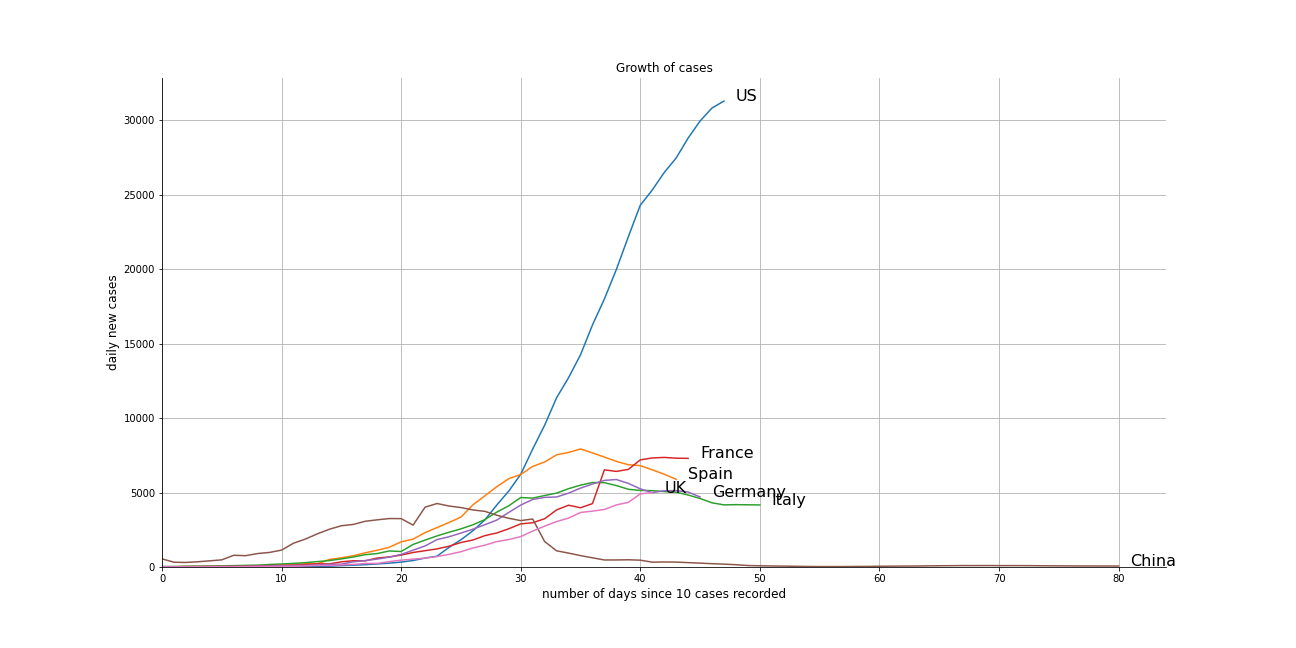 Growth of cases
US
30000
25000
20000
15000
10000
5000
0
daily new cases
France
Spain
UK
Germany
Italy
China
0 10 20 30 40 50 60 70 80
number of days since 10 cases recorded